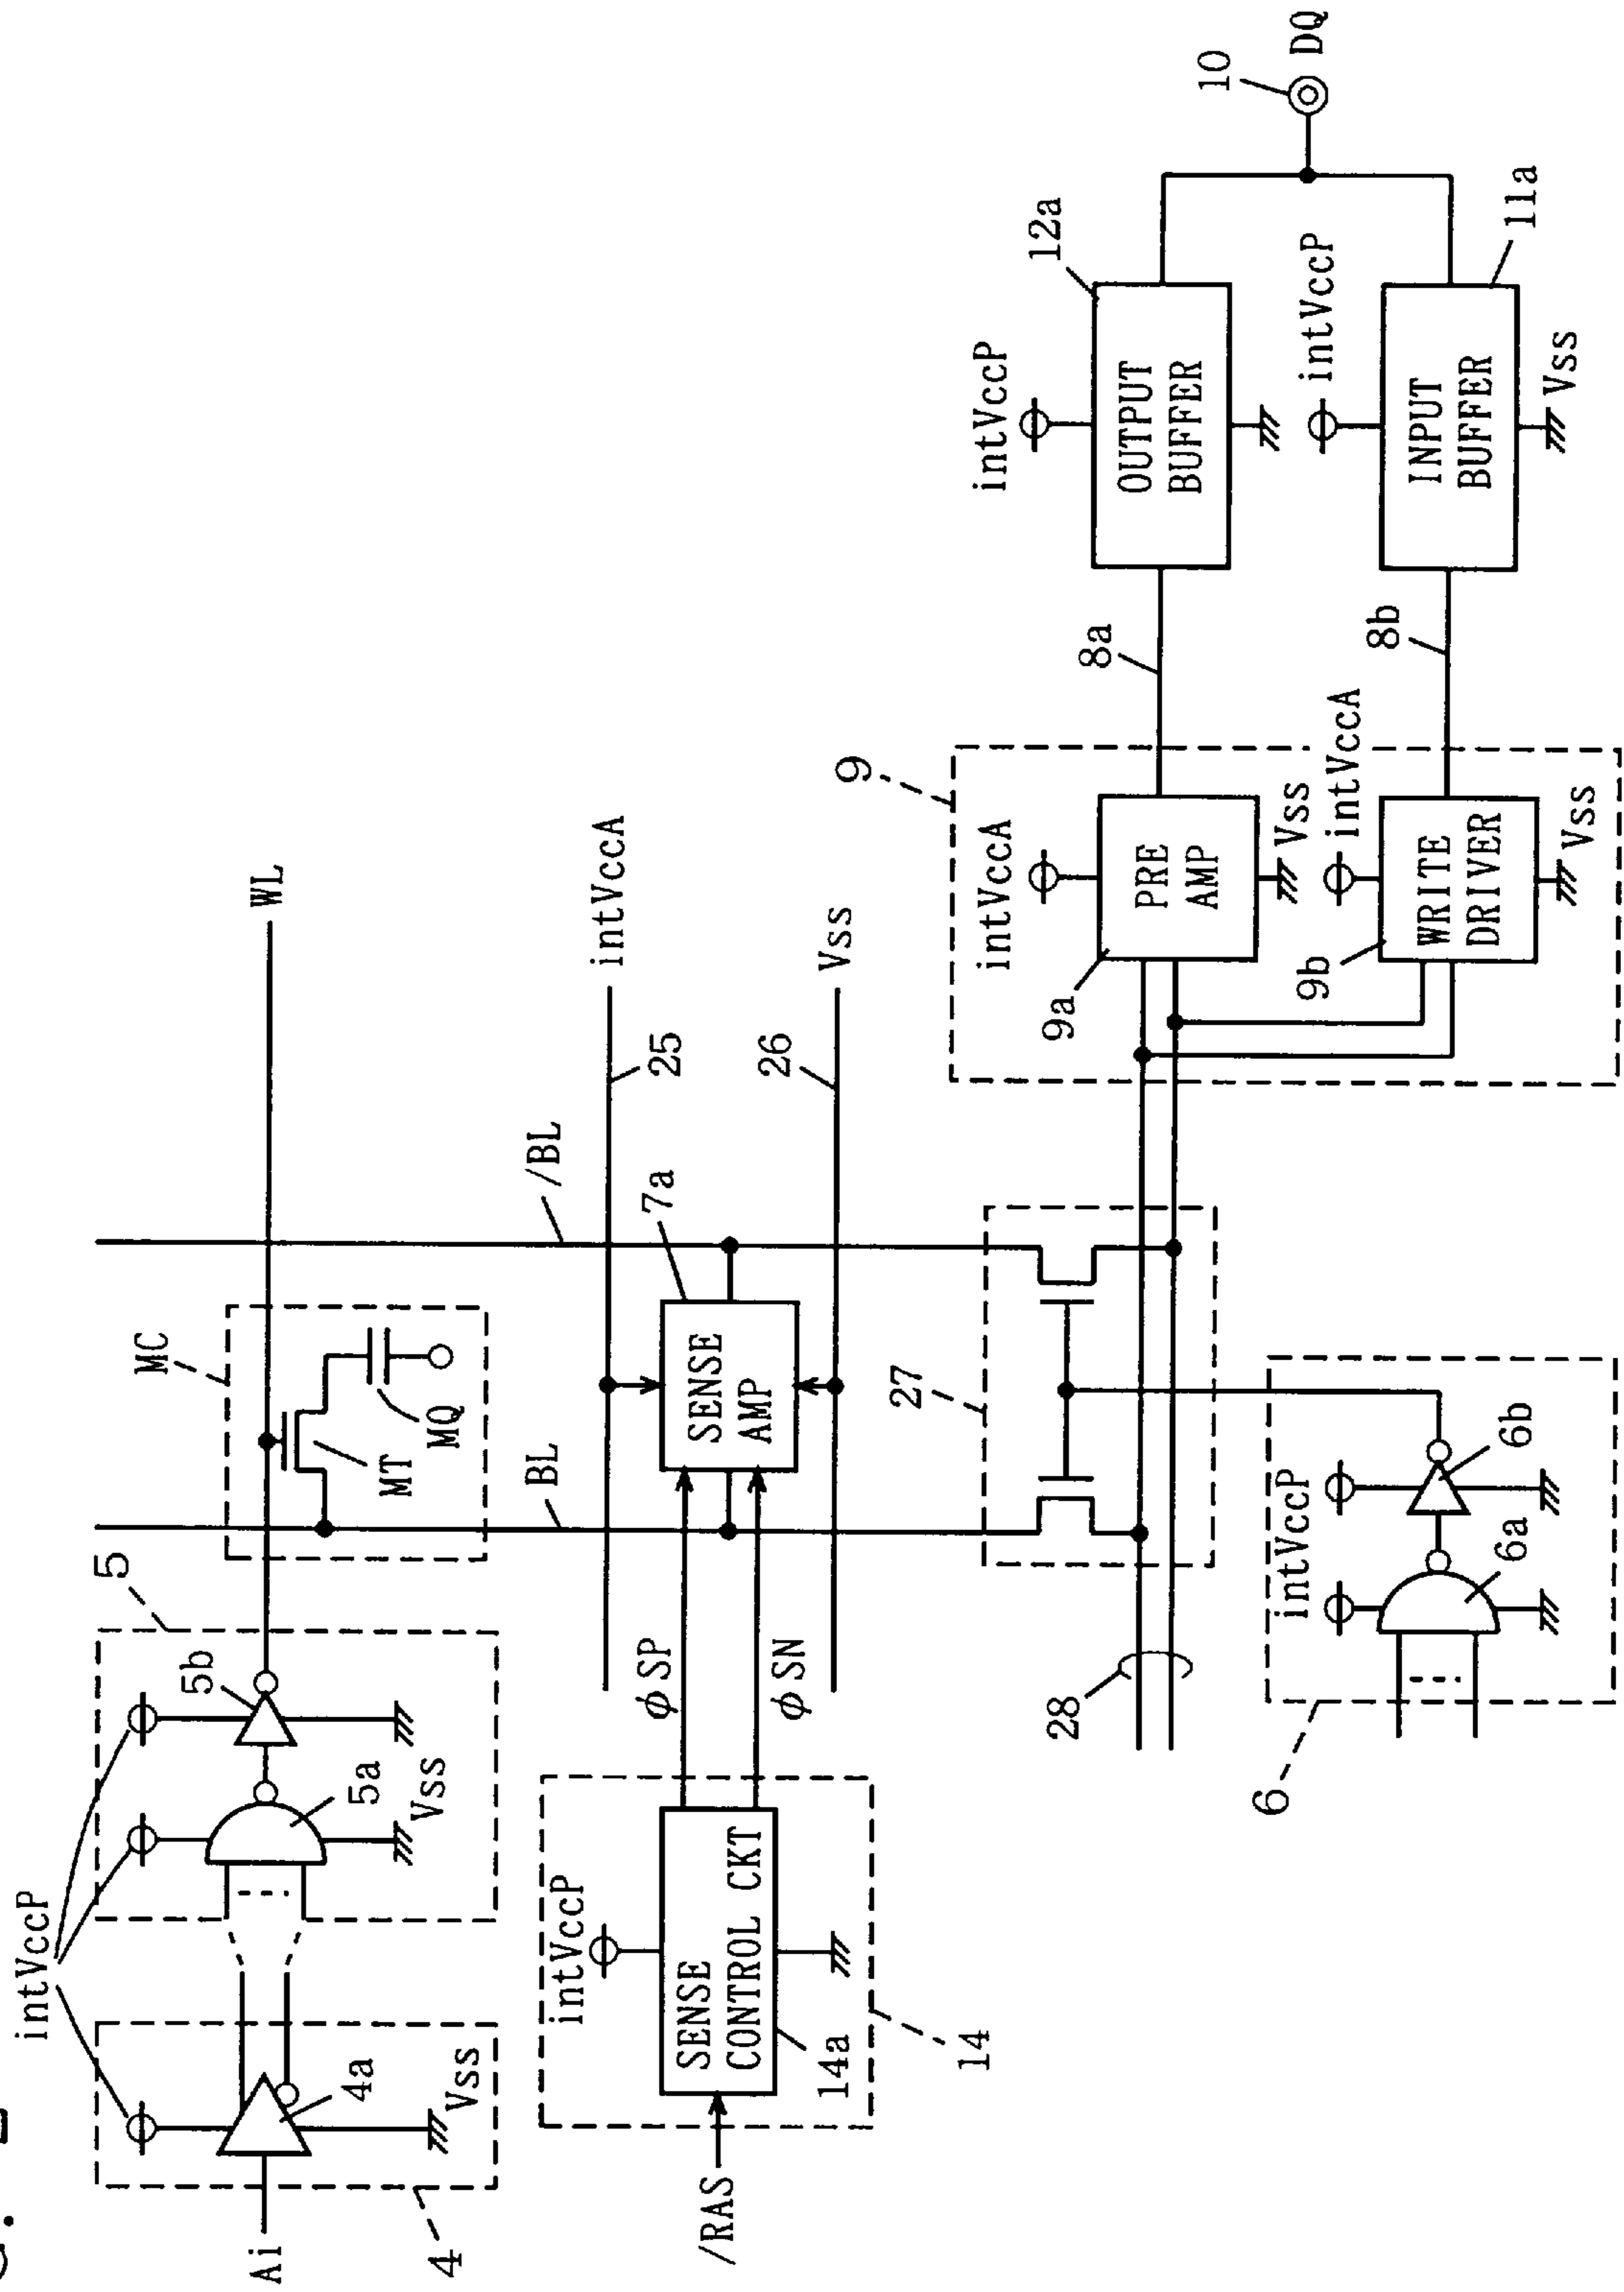 intVccP
Ai
4
4a
Vss
5
5a
5b
Vss
WL
MC
MT
MQ
BL
/BL
intVccA
25
7a
SENSE
AMP
26
Vss
φSP
φSN
intVccP
SENSE
CONTROL CKT
14a
14
/RAS
27
28
intVccP
6
6a
6b
9
intVccA
9a
PRE
AMP
Vss
intVccA
9b
WRITE
DRIVER
Vss
8a
8b
intVccP
12a
OUTPUT
BUFFER
intVccP
INPUT
BUFFER
11a
Vss
10
DQ